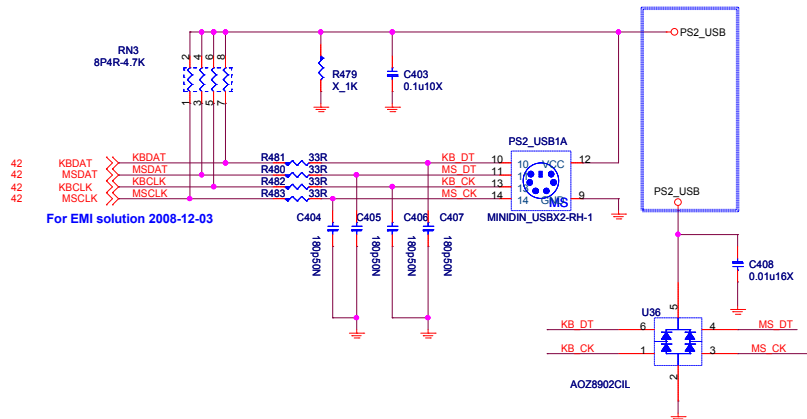 PS2_USB
RN3
8P4R-4.7K
2 4 6 8
1 3 5 7
R479
X_1K
C403
0.1u10X
PS2_USB1A
42 KBDAT KBDAT R481 33R KB_DT 10 10 VCC 12
42 MSDAT MSDAT R480 33R MS_DT 11
42 KBCLK KBCLK R482 33R KB_CK 13 13
42 MSCLK MSCLK R483 33R MS_CK 14 14 9
MS
MINIDIN_USBX2-RH-1
For EMI solution 2008-12-03
C404 C405 C406 C407
180p50N 180p50N 180p50N 180p50N
PS2_USB
C408
0.01u16X
U36
5
KB_DT 6 4 MS_DT
KB_CK 1 3 MS_CK
2
AOZ8902CIL